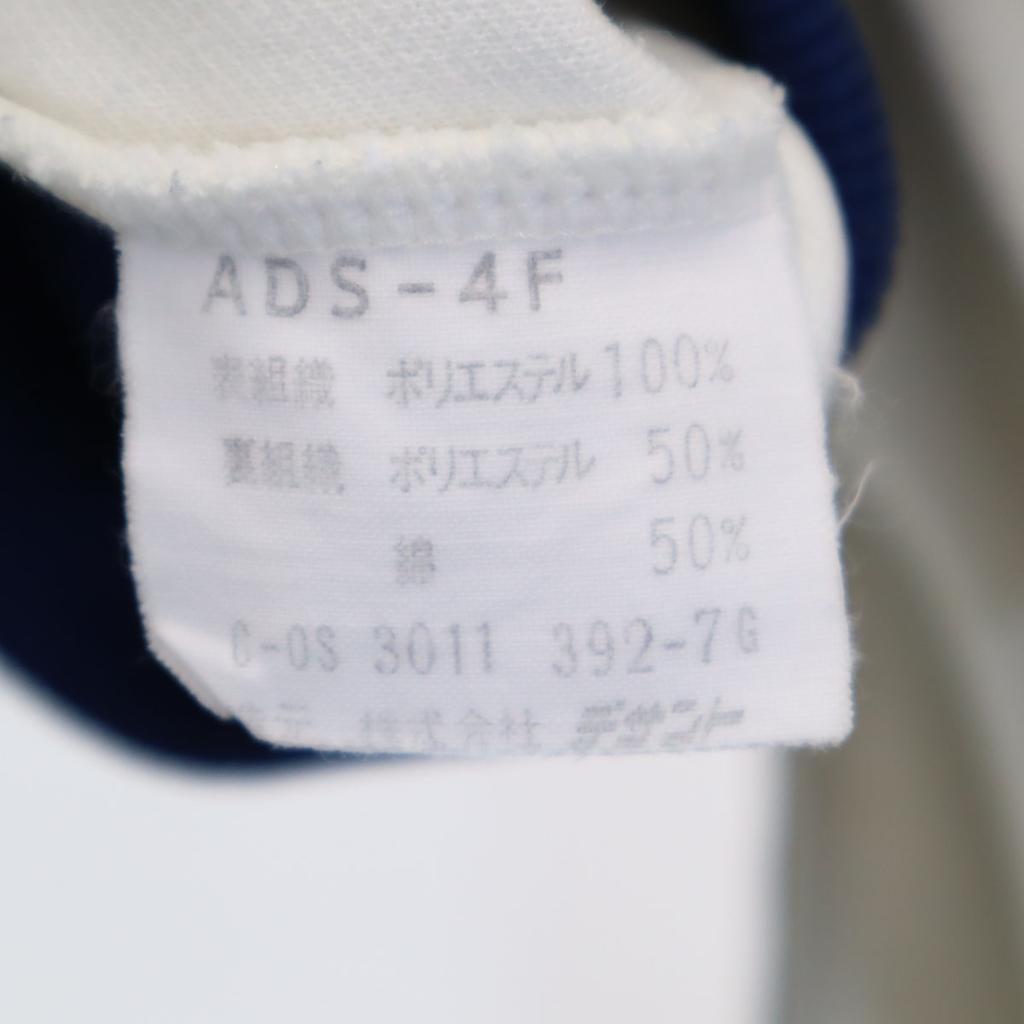 ADS-4F
表組織 ポリエステル100%
裏組織 ポリエステル 50%
綿 50%
C-OS 3011 392-7G
表示 株式会社 デサント